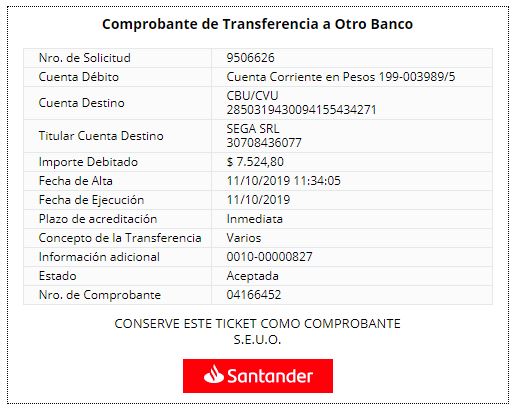 Comprobante de Transferencia a Otro Banco
Nro. de Solicitud 9506626
Cuenta Débito Cuenta Corriente en Pesos 199-003989/5
Cuenta Destino CBU/CVU
2850319430094155434271
Titular Cuenta Destino SEGA SRL
30708436077
Importe Debitado $ 7.524,80
Fecha de Alta 11/10/2019 11:34:05
Fecha de Ejecución 11/10/2019
Plazo de acreditación Inmediata
Concepto de la Transferencia Varios
Información adicional 0010-00000827
Estado Aceptada
Nro. de Comprobante 04166452
CONSERVE ESTE TICKET COMO COMPROBANTE
S.E.U.O.
Santander